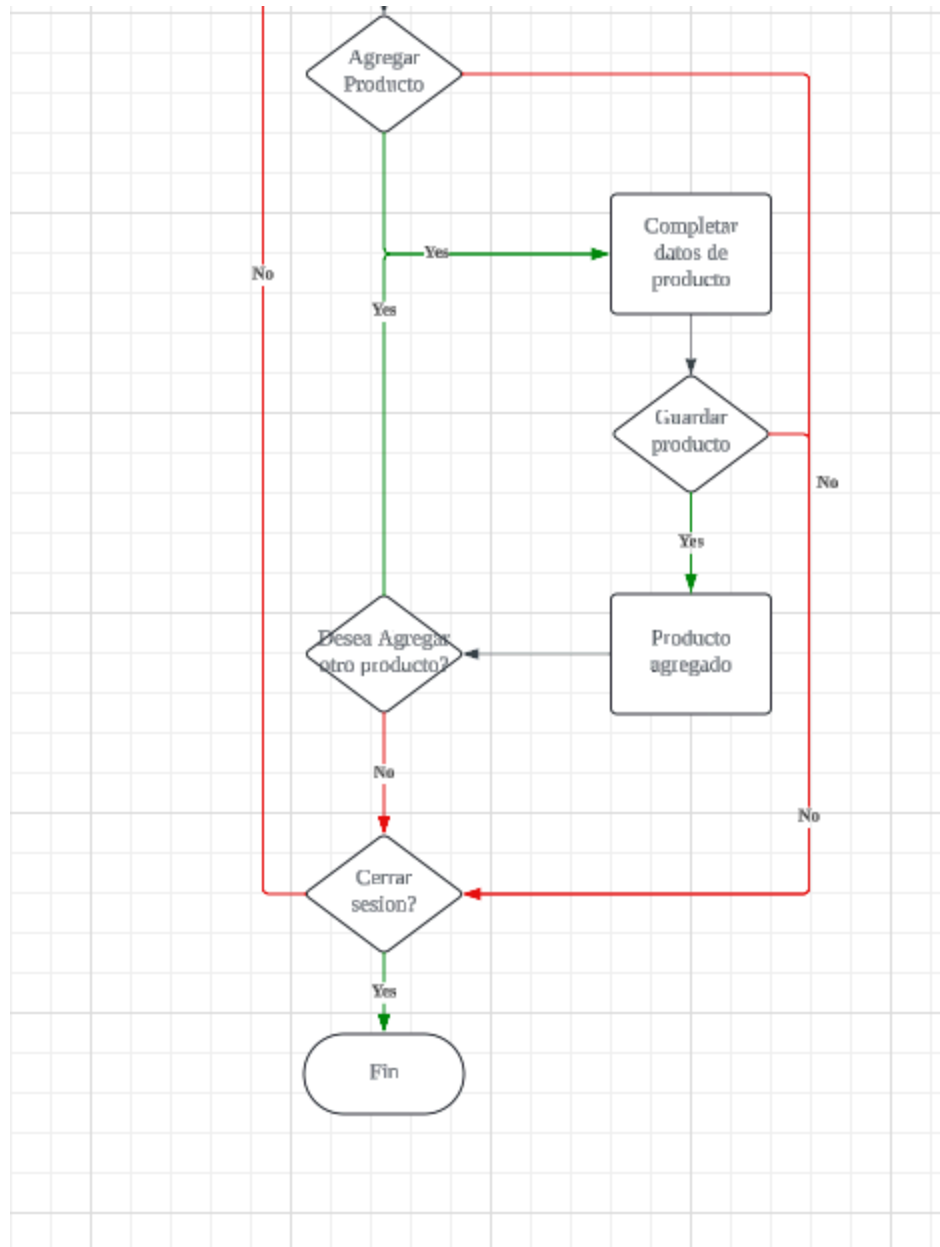 Agregar
Producto
Completar
datos de
producto
Yes
No
Yes
Guardar
producto
No
Yes
Desea Agregar
otro producto?
Producto
agregado
No
No
Cerrar
sesion?
Yes
Fin